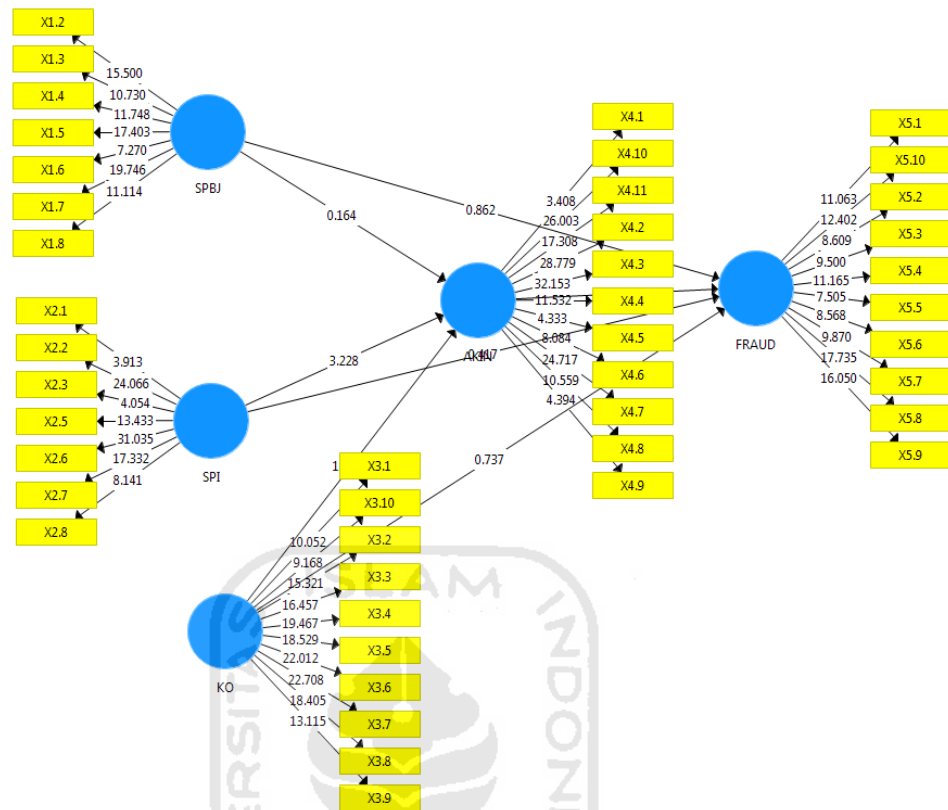 X1.2
X1.3
X1.4
X1.5
X1.6
X1.7
X1.8
15.500
10.730
11.748
17.403
7.270
19.746
11.114
SPBJ
0.164
0.862
X2.1
X2.2
X2.3
X2.5
X2.6
X2.7
X2.8
3.913
24.066
4.054
13.433
31.035
17.332
8.141
SPI
3.228
X4.1
X4.10
X4.11
X4.2
X4.3
X4.4
X4.5
X4.6
X4.7
X4.8
X4.9
3.408
26.003
17.308
28.779
32.153
11.532
4.333
8.084
24.717
10.559
4.394
AKIN
X5.1
X5.10
X5.2
X5.3
X5.4
X5.5
X5.6
X5.7
X5.8
X5.9
11.063
12.402
8.609
9.500
11.165
7.505
8.568
9.870
17.735
16.050
FRAUD
1
0.737
X3.1
X3.10
X3.2
X3.3
X3.4
X3.5
X3.6
X3.7
X3.8
X3.9
10.052
9.168
15.321
16.457
19.467
18.529
22.012
22.708
18.405
13.115
KO
ERSITAS
ISLAM
INDON